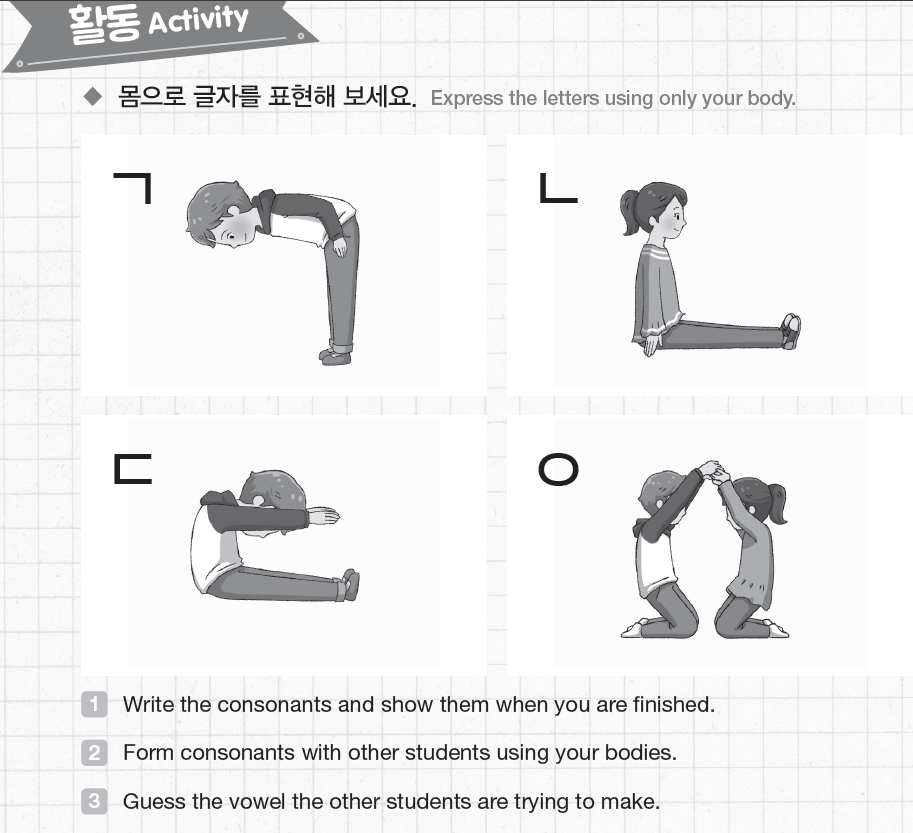 활동 Activity
◆ 몸으로 글자를 표현해 보세요. Express the letters using only your body.
ㄱ
ㄴ
ㄷ
ㅇ
1 Write the consonants and show them when you are finished.
2 Form consonants with other students using your bodies.
3 Guess the vowel the other students are trying to make.